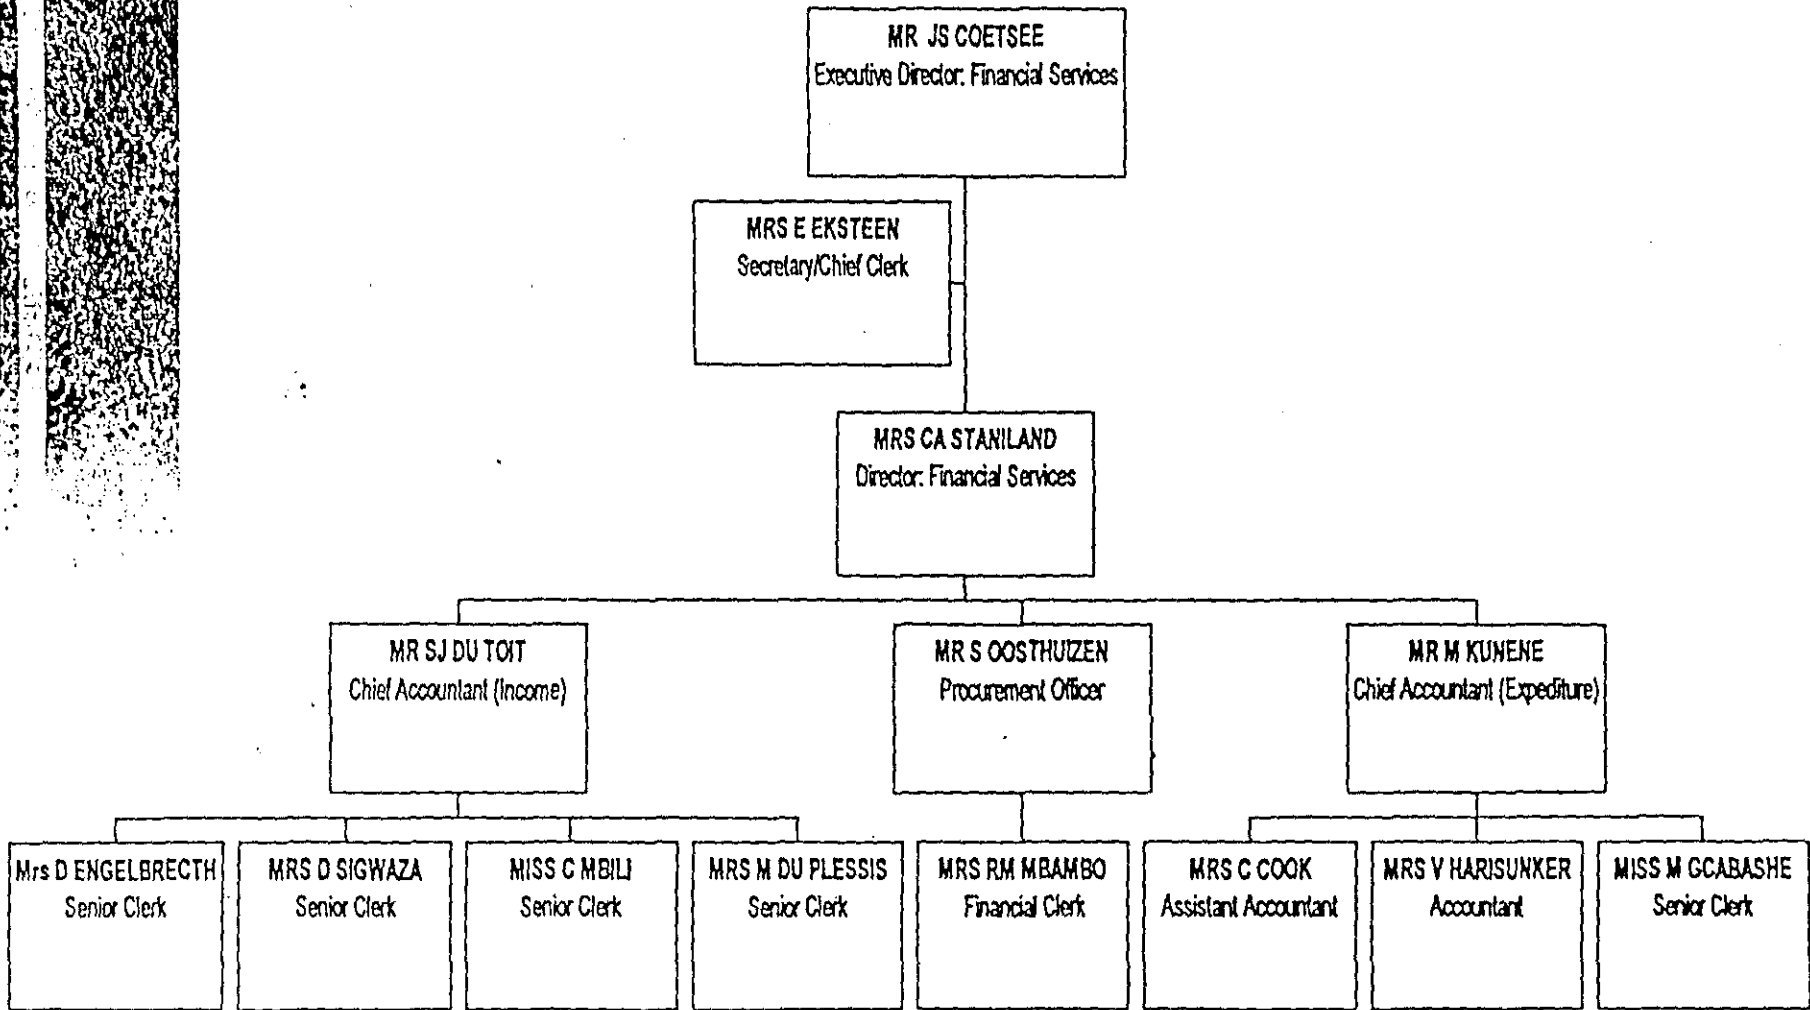 MR JS COETSEE
Executive Director: Financial Services
MRS E EKSTEEN
Secretary/Chief Clerk
MRS CA STANILAND
Director: Financial Services
MR SJ DU TOIT
Chief Accountant (Income)
MR S OOSTHUIZEN
Procurement Officer
MR M KUNENE
Chief Accountant (Expediture)
Mrs D ENGELBRECTH
Senior Clerk
MRS D SIGWAZA
Senior Clerk
MISS C MBILI
Senior Clerk
MRS M DU PLESSIS
Senior Clerk
MRS RM MBAMBO
Financial Clerk
MRS C COOK
Assistant Accountant
MRS V HARISUNKER
Accountant
MISS M GCABASHE
Senior Clerk